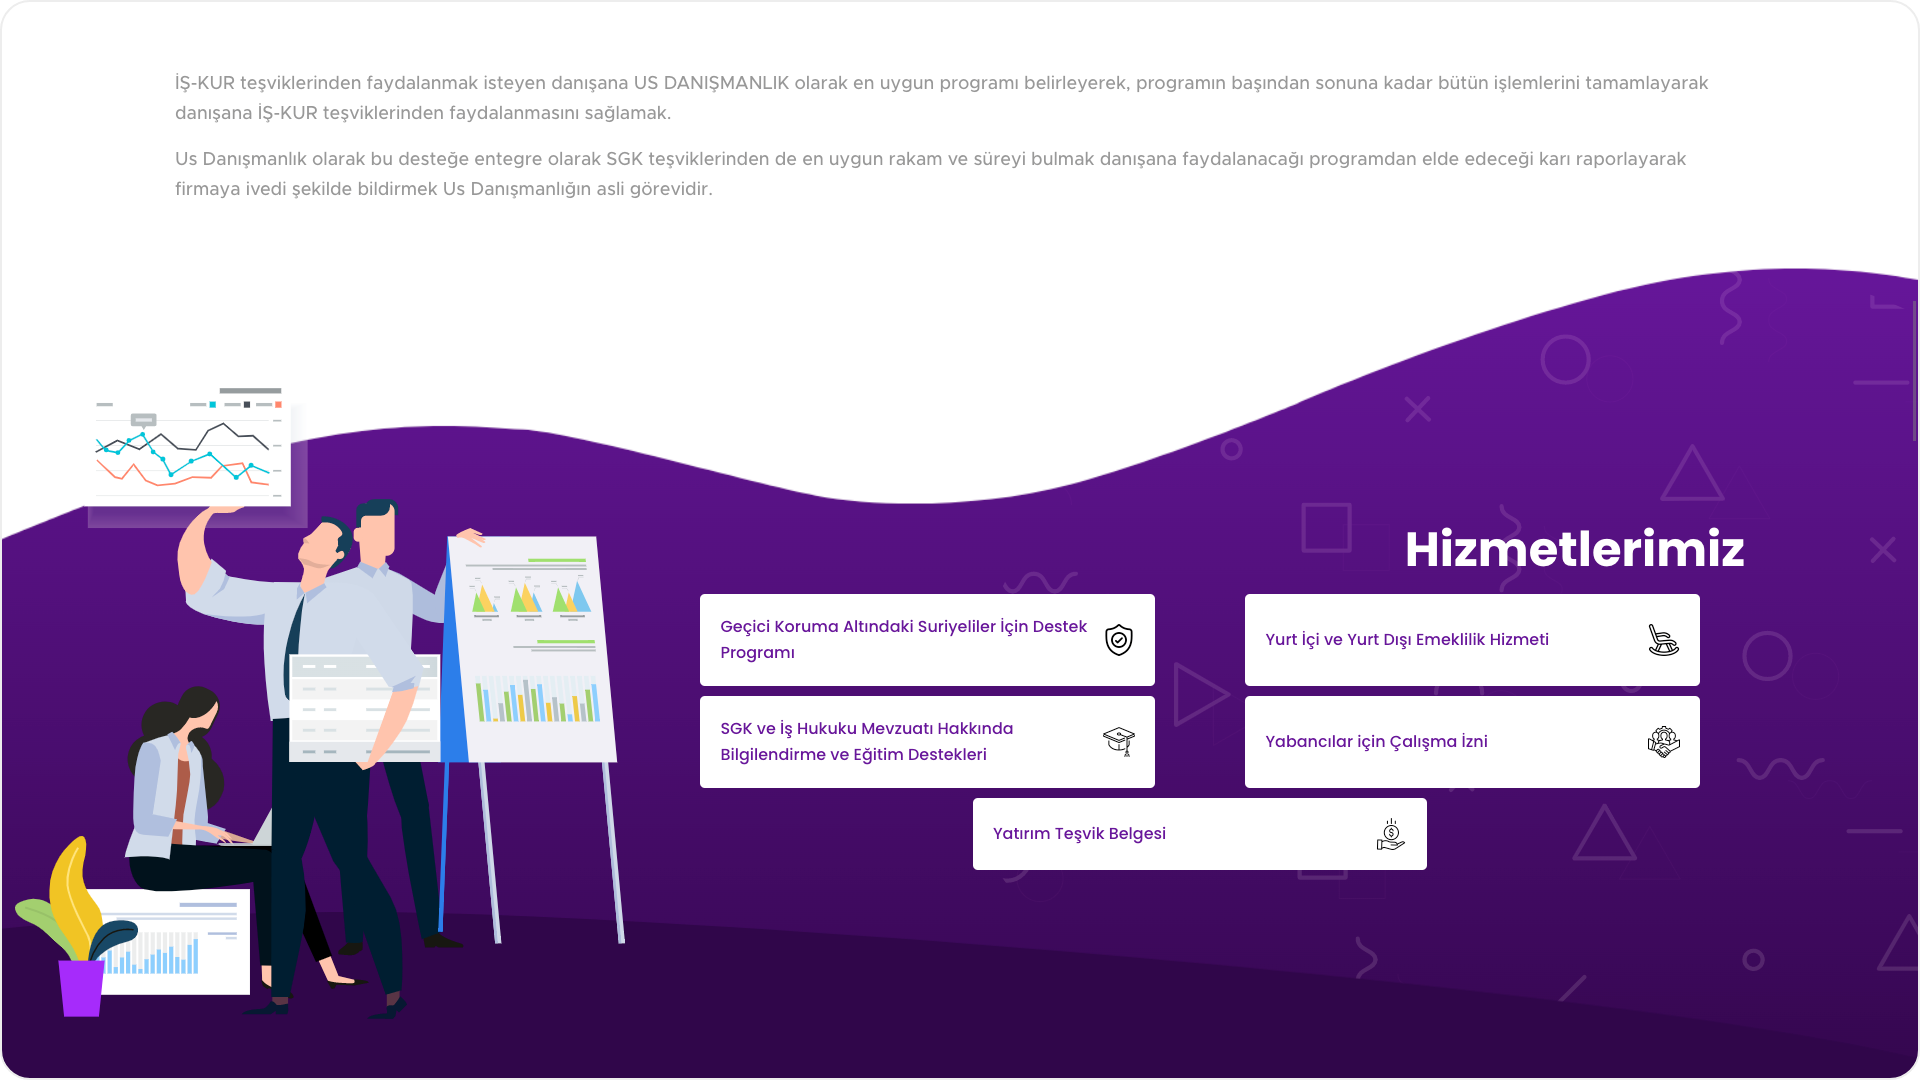 İŞ-KUR teşviklerinden faydalanmak isteyen danışana US DANIŞMANLIK olarak en uygun programı belirleyerek, programın başından sonuna kadar bütün işlemlerini tamamlayarak
danışana İŞ-KUR teşviklerinden faydalanmasını sağlamak.
Us Danışmanlık olarak bu desteğe entegre olarak SGK teşviklerinden de en uygun rakam ve süreyi bulmak danışana faydalanacağı programdan elde edeceği karı raporlayarak
firmaya ivedi şekilde bildirmek Us Danışmanlığın asli görevidir.
Hizmetlerimiz
Geçici Koruma Altındaki Suriyeliler İçin Destek
Programı
Yurt İçi ve Yurt Dışı Emeklilik Hizmeti
SGK ve İş Hukuku Mevzuatı Hakkında
Bilgilendirme ve Eğitim Destekleri
Yabancılar için Çalışma İzni
Yatırım Teşvik Belgesi